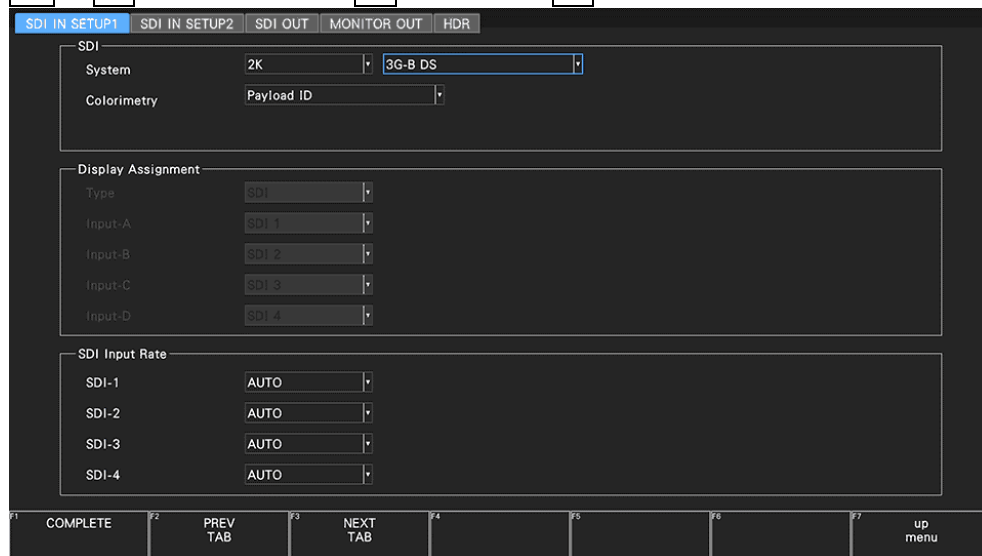 SDI IN SETUP1 SDI IN SETUP2 SDI OUT MONITOR OUT HDR
SDI
System 2K 3G-B DS
Colorimetry Payload ID
Display Assignment
Type SDI
Input-A SDI 1
Input-B SDI 2
Input-C SDI 3
Input-D SDI 4
SDI Input Rate
SDI-1 AUTO
SDI-2 AUTO
SDI-3 AUTO
SDI-4 AUTO
F1 COMPLETE F2 PREV TAB F3 NEXT TAB F4 F5 F6 F7 up menu